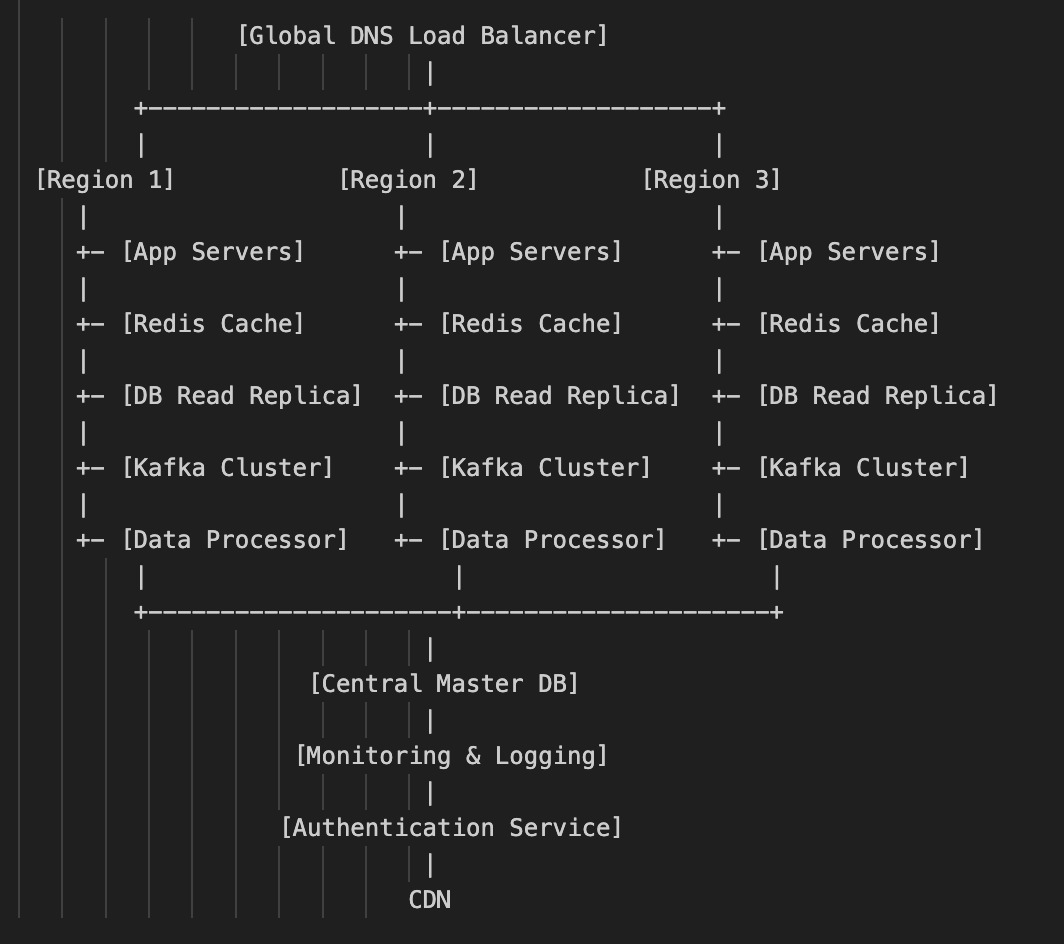 [Global DNS Load Balancer]
|
+-------------------+-------------------+
|                   |                   |
[Region 1]           [Region 2]           [Region 3]
|                     |                     |
+- [App Servers]      +- [App Servers]      +- [App Servers]
|                     |                     |
+- [Redis Cache]      +- [Redis Cache]      +- [Redis Cache]
|                     |                     |
+- [DB Read Replica]  +- [DB Read Replica]  +- [DB Read Replica]
|                     |                     |
+- [Kafka Cluster]    +- [Kafka Cluster]    +- [Kafka Cluster]
|                     |                     |
+- [Data Processor]   +- [Data Processor]   +- [Data Processor]
|                     |                     |
+---------------------+---------------------+
|
[Central Master DB]
|
[Monitoring & Logging]
|
[Authentication Service]
|
CDN